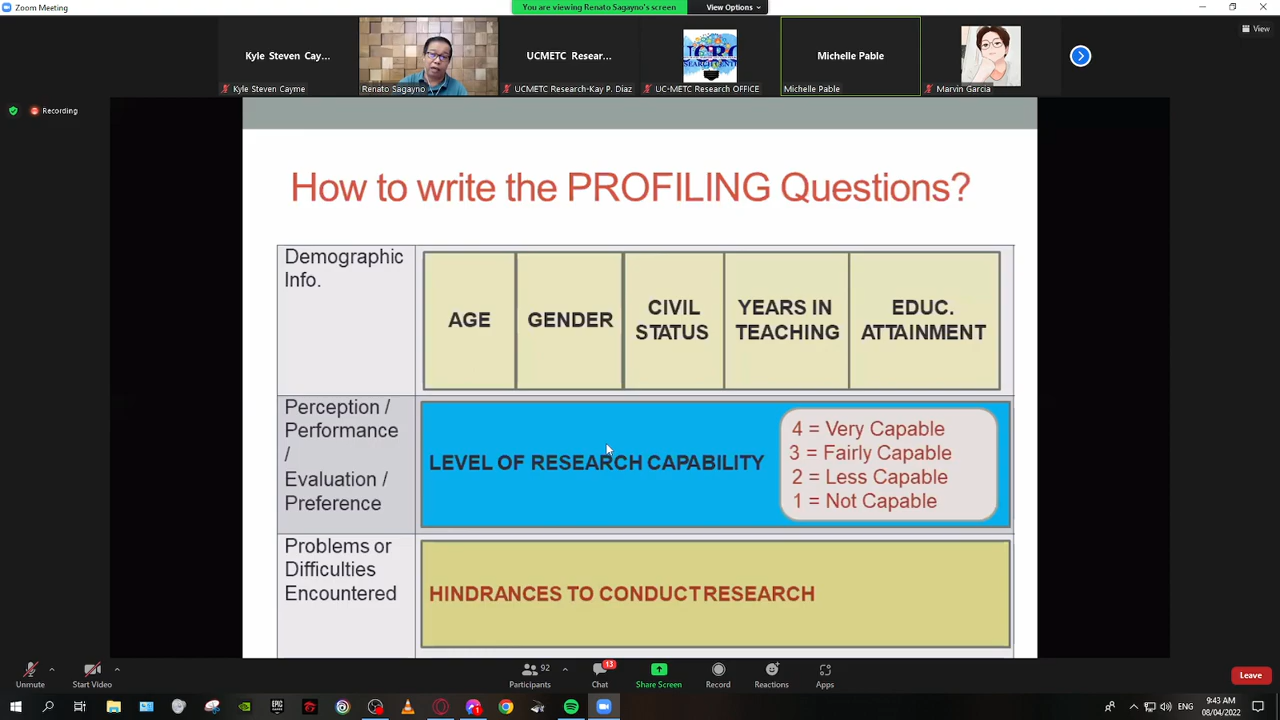 Zoom Meeting
You are viewing Renato Sagayno's screen
View Options
Kyle Steven Cay...
UCMETC Resear...
Michelle Pable
Kyle Steven Cayme
Renato Sagayno
UCMETC Research-Kay P. Diaz
UC-METC Research OFFICE
Michelle Pable
Marvin Garcia
View
Recording
How to write the PROFILING Questions?
Demographic
Info.
AGE
GENDER
CIVIL
STATUS
YEARS IN
TEACHING
EDUC.
ATTAINMENT
Perception /
Performance
/
Evaluation /
Preference
LEVEL OF RESEARCH CAPABILITY
4 = Very Capable
3 = Fairly Capable
2 = Less Capable
1 = Not Capable
Problems or
Difficulties
Encountered
HINDRANCES TO CONDUCT RESEARCH
Unmute
Start Video
92
Participants
13
Chat
Share Screen
Record
Reactions
Apps
Leave
EPIC
GAMES
1
ENG
9:43 AM
08/04/2022